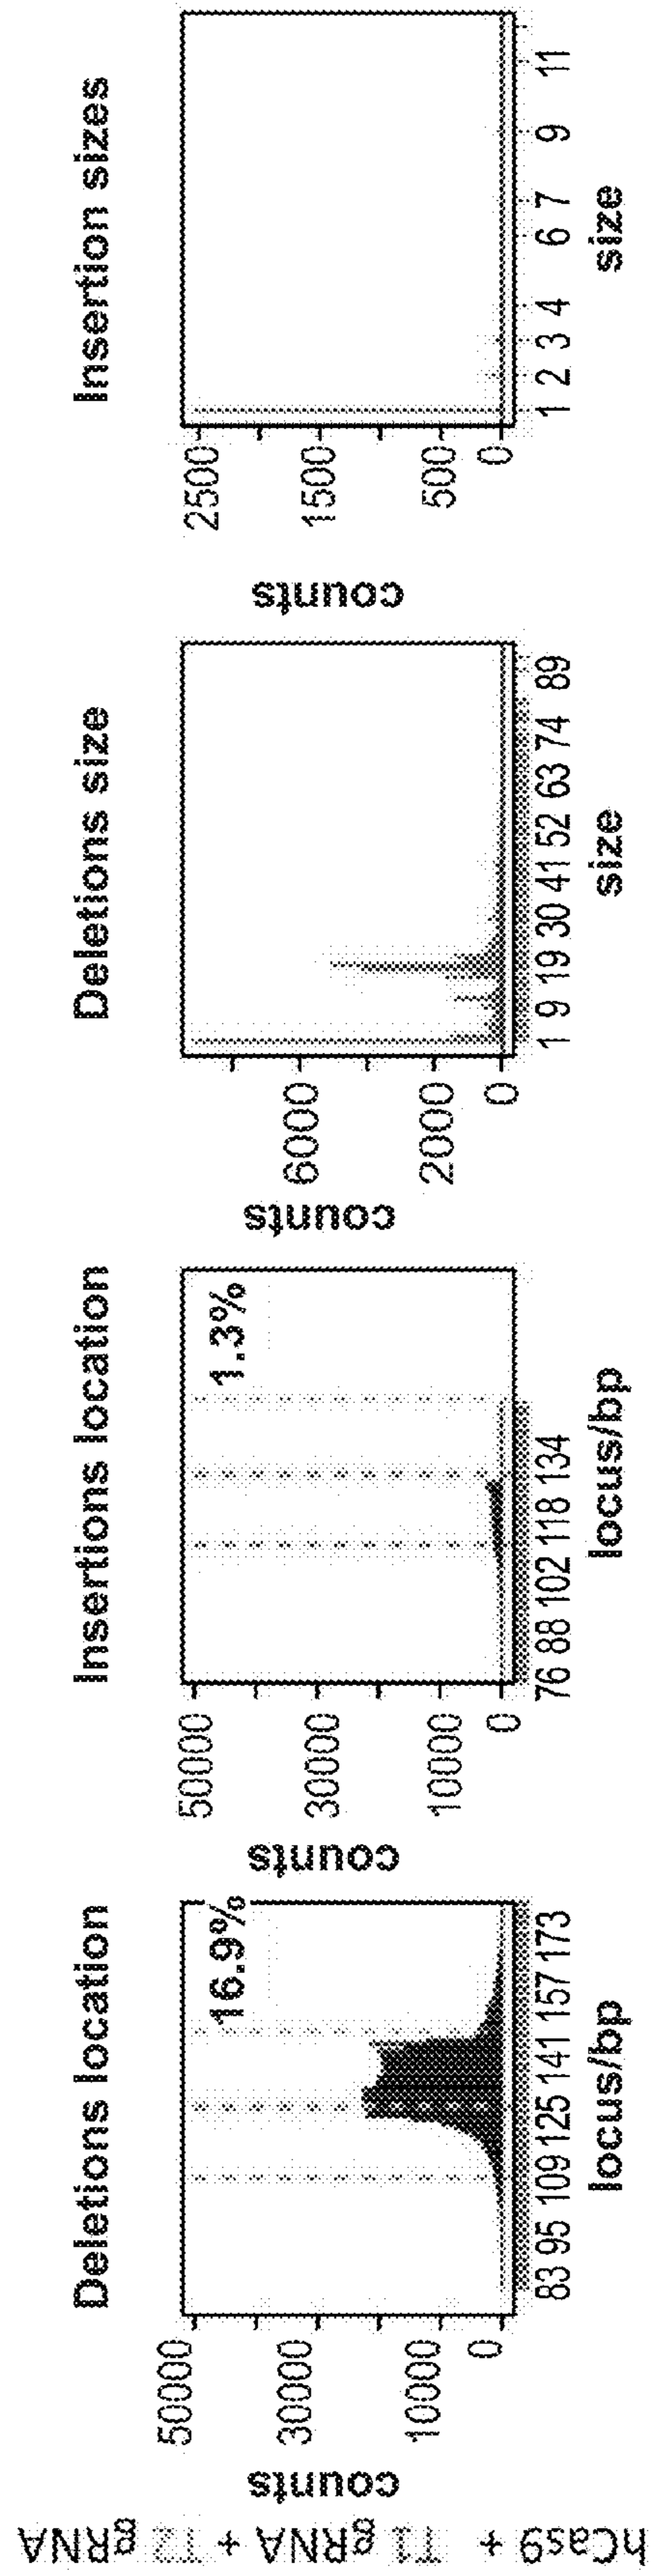 hCas9 + T1 gRNA + T2 gRNA
Deletions location
counts
50000
30000
10000
0
16.9%
83 95 109 125 141 157 173
locus/bp
Insertions location
counts
50000
30000
10000
0
1.3%
76 88 102 118 134
locus/bp
Deletions size
counts
6000
2000
0
1 9 19 30 41 52 63 74 89
size
Insertion sizes
counts
2500
1500
500
0
1 2 3 4 6 7 9 11
size